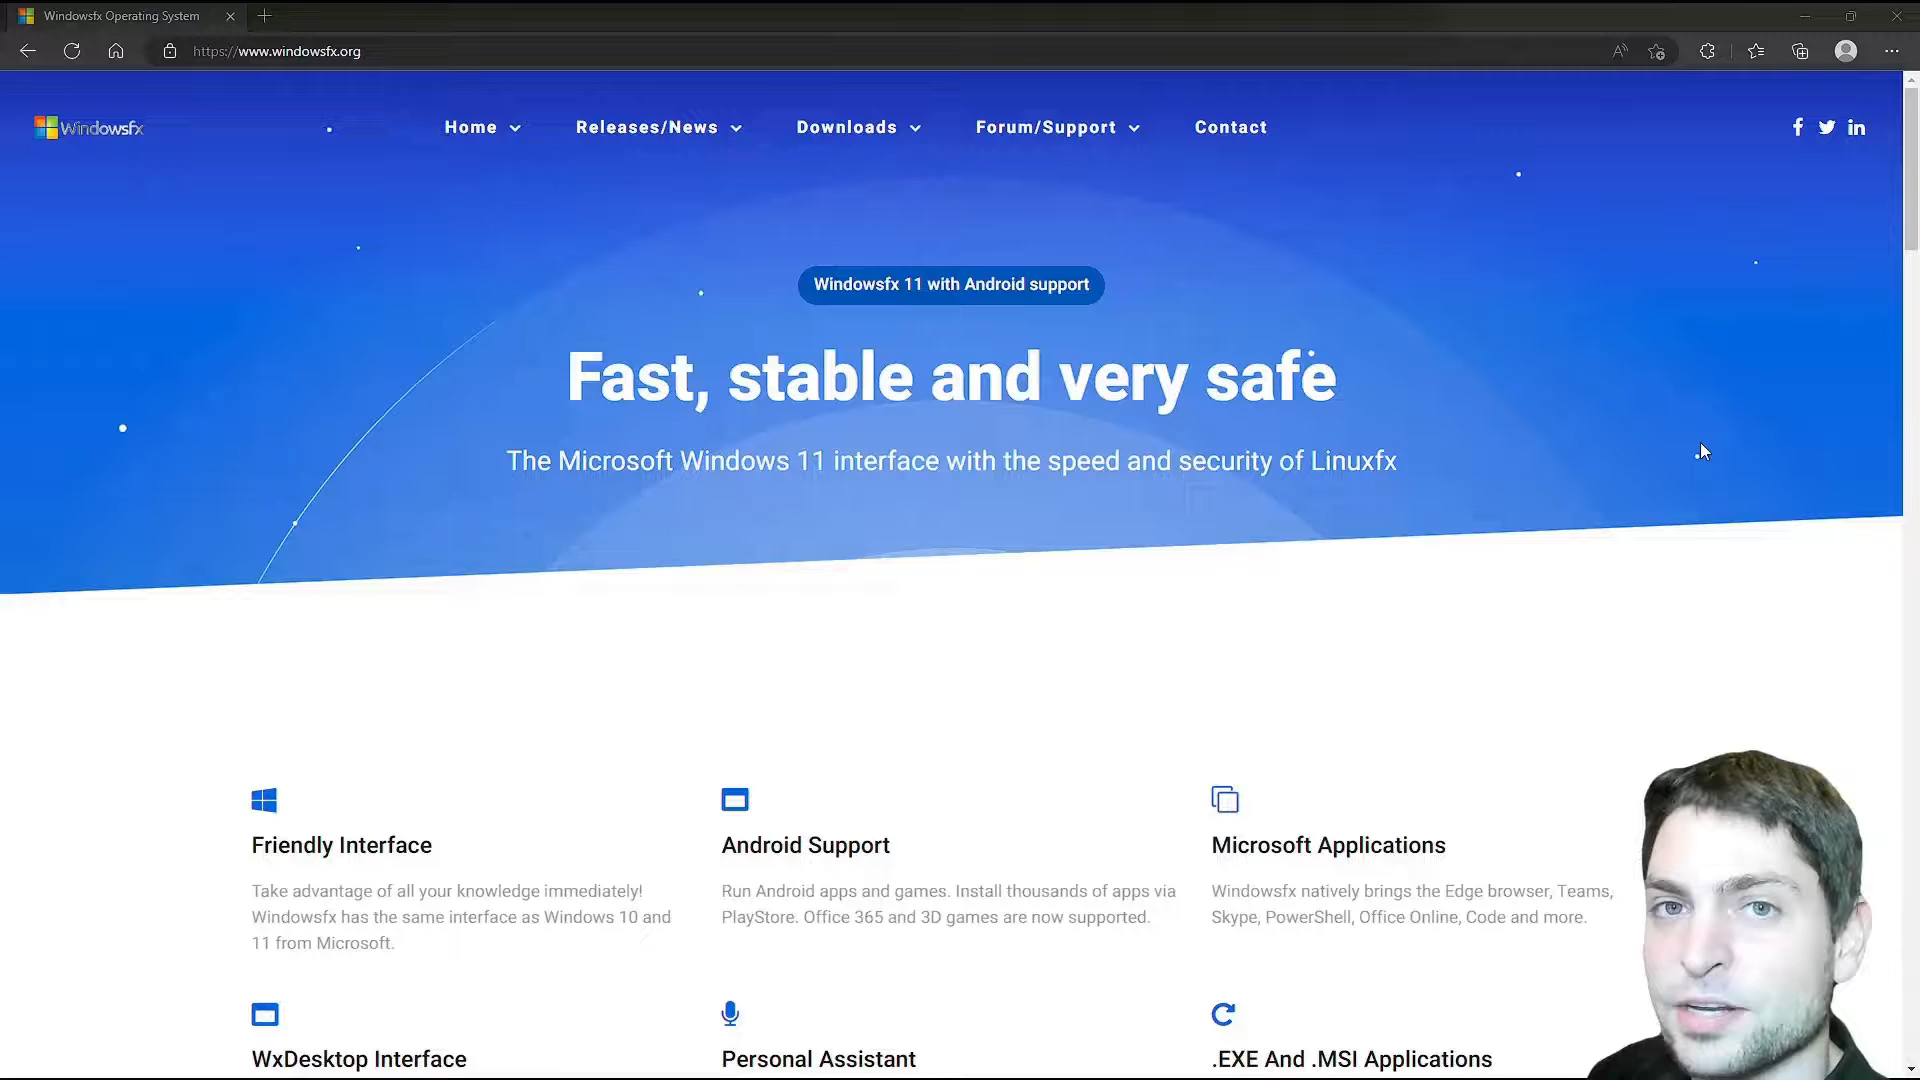 Windowsfx Operating System
https://www.windowsfx.org
Windowsfx
Home
Releases/News
Downloads
Forum/Support
Contact
Windowsfx 11 with Android support
Fast, stable and very safe
The Microsoft Windows 11 interface with the speed and security of Linuxfx
Friendly Interface
Take advantage of all your knowledge immediately!
Windowsfx has the same interface as Windows 10 and
11 from Microsoft.
Android Support
Run Android apps and games. Install thousands of apps via
PlayStore. Office 365 and 3D games are now supported.
Microsoft Applications
Windowsfx natively brings the Edge browser, Teams,
Skype, PowerShell, Office Online, Code and more.
WxDesktop Interface
Personal Assistant
.EXE And .MSI Applications